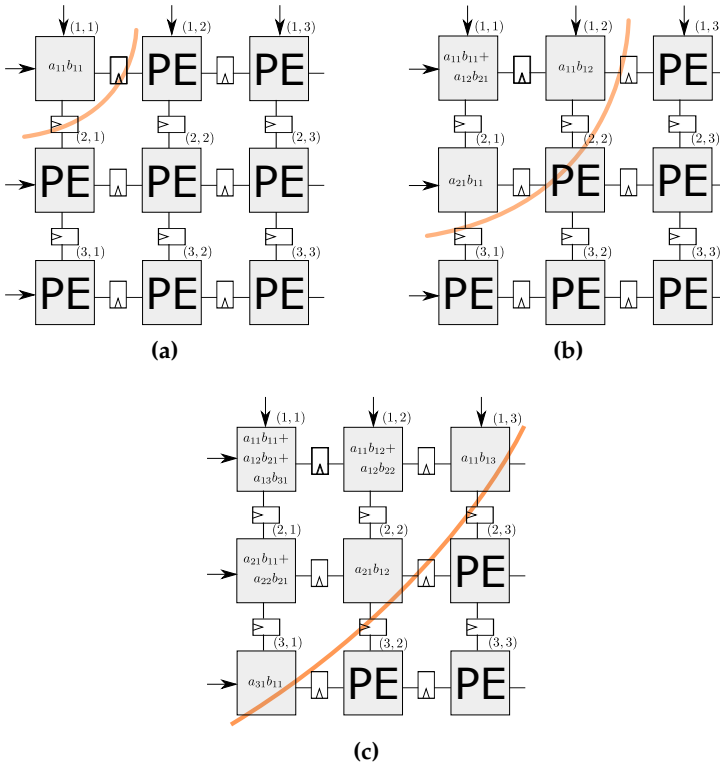 (1, 1) (1, 2) (1, 3)
a₁₁b₁₁ PE PE
(2, 1) (2, 2) (2, 3)
PE PE PE
(3, 1) (3, 2) (3, 3)
PE PE PE
(a)
(1, 1) (1, 2) (1, 3)
a₁₁b₁₁+
a₁₂b₂₁
a₁₁b₁₂ PE
(2, 1) (2, 2) (2, 3)
a₂₁b₁₁ PE PE
(3, 1) (3, 2) (3, 3)
PE PE PE
(b)
(1, 1) (1, 2) (1, 3)
a₁₁b₁₁+
a₁₂b₂₁+
a₁₃b₃₁
a₁₁b₁₂+
a₁₂b₂₂
a₁₁b₁₃
(2, 1) (2, 2) (2, 3)
a₂₁b₁₁+
a₂₂b₂₁
a₂₁b₁₂ PE
(3, 1) (3, 2) (3, 3)
a₃₁b₁₁ PE PE
(c)